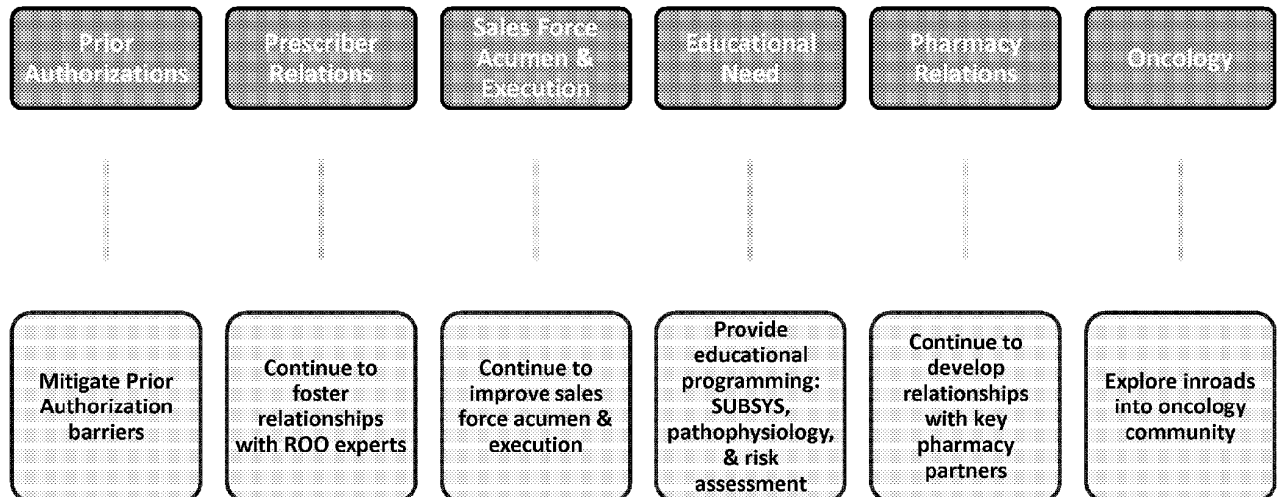 Prior
Authorizations
Prescriber
Relations
Sales Force
Acumen &
Execution
Educational
Need
Pharmacy
Relations
Oncology
Mitigate Prior
Authorization
barriers
Continue to
foster
relationships
with ROO experts
Continue to
improve sales
force acumen &
execution
Provide
educational
programming:
SUBSYS,
pathophysiology,
& risk
assessment
Continue to
develop
relationships
with key
pharmacy
partners
Explore inroads
into oncology
community